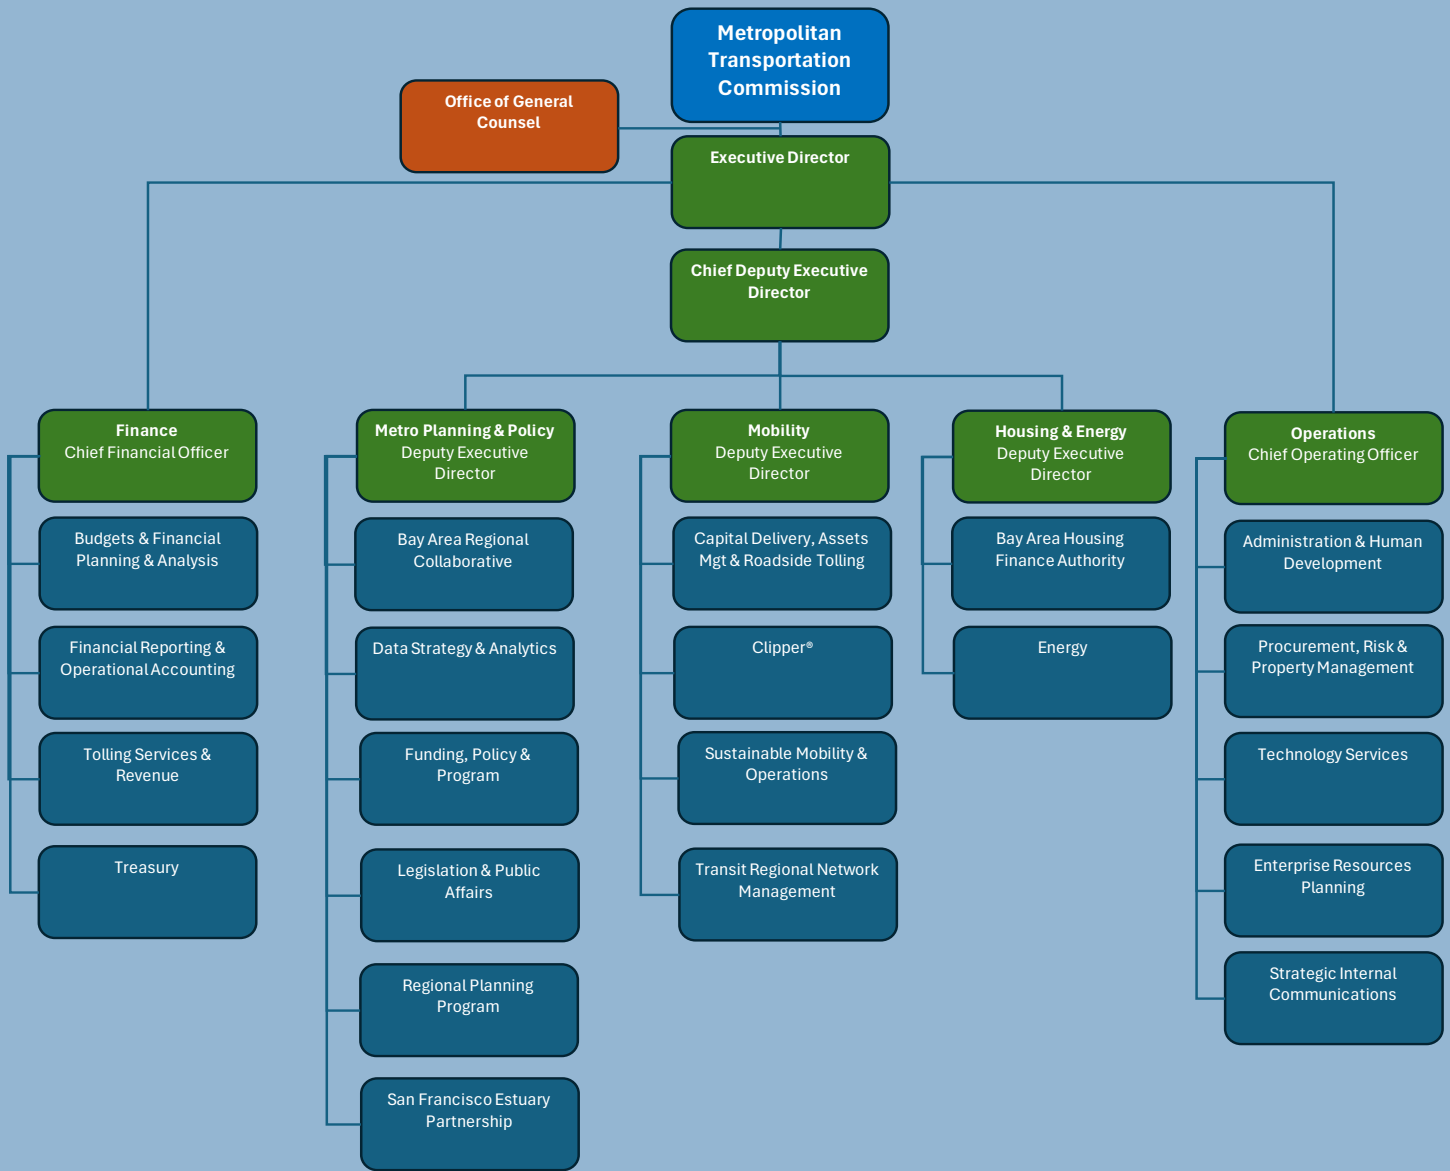 Metropolitan
Transportation
Commission
Office of General
Counsel
Executive Director
Chief Deputy Executive
Director
Finance
Chief Financial Officer
Budgets & Financial
Planning & Analysis
Financial Reporting &
Operational Accounting
Tolling Services &
Revenue
Treasury
Metro Planning & Policy
Deputy Executive
Director
Bay Area Regional
Collaborative
Data Strategy & Analytics
Funding, Policy &
Program
Legislation & Public
Affairs
Regional Planning
Program
San Francisco Estuary
Partnership
Mobility
Deputy Executive
Director
Capital Delivery, Assets
Mgt & Roadside Tolling
Clipper®
Sustainable Mobility &
Operations
Transit Regional Network
Management
Housing & Energy
Deputy Executive
Director
Bay Area Housing
Finance Authority
Energy
Operations
Chief Operating Officer
Administration & Human
Development
Procurement, Risk &
Property Management
Technology Services
Enterprise Resources
Planning
Strategic Internal
Communications